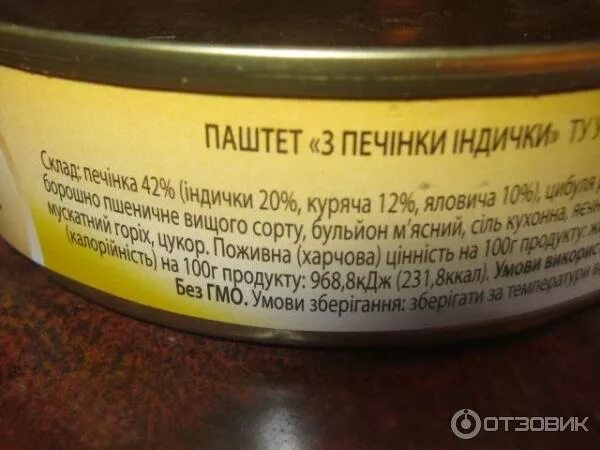 ПАШТЕТ «З ПЕЧІНКИ ІНДИЧКИ» ТУ У
Склад: печінка 42% (індички 20%, куряча 12%, яловича 10%), цибуля
борошно пшеничне вищого сорту, бульйон м'ясний, сіль кухонна,
мускатний горіх, цукор. Поживна (харчова) цінність на 100г продукту:
(калорійність) на 100г продукту: 968,8кДж (231,8ккал). Умови
Без ГМО. Умови зберігання: зберігати за температури
ОТЗОВИК